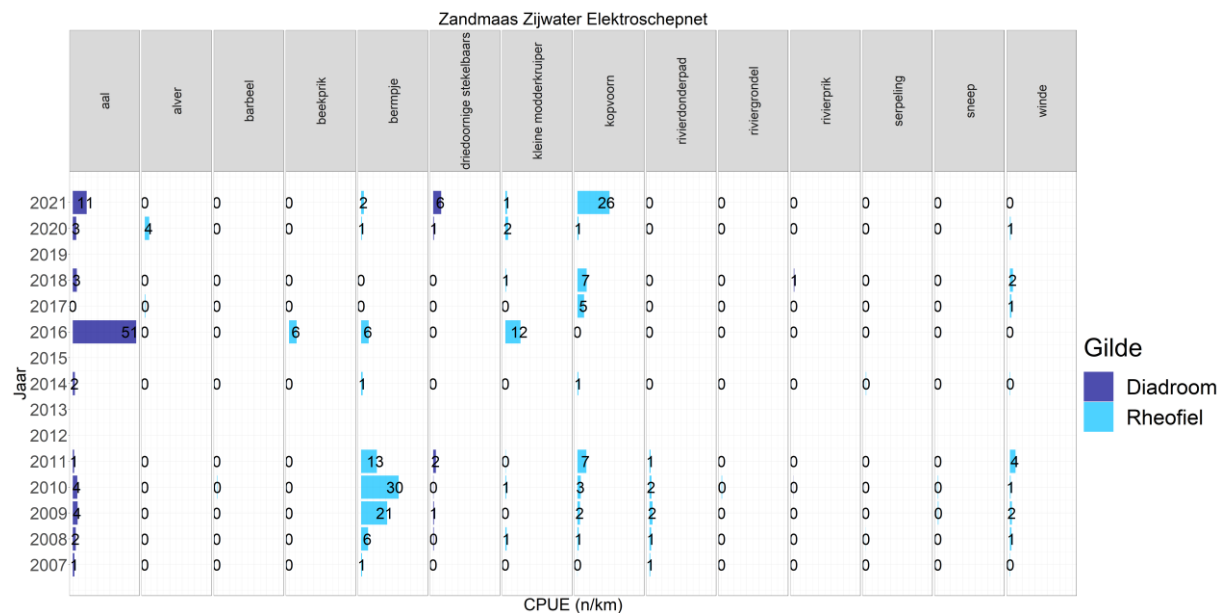 Zandmaas Zijwater Elektroschepnet
aal alver barbeel beekprik bermpje driedoornige stekelbaars kleine modderkruiper kopvoorn rivierdonderpad riviergrondel rivierprik serpeling sneep winde
2021 11 0 0 0 2 6 1 26 0 0 0 0 0 0
2020 3 4 0 0 1 1 2 1 0 0 0 0 0 1
2019
2018 3 0 0 0 0 0 1 7 0 0 1 0 0 2
2017 0 0 0 0 0 0 0 5 0 0 0 0 0 1
2016 51 0 0 6 6 0 12 0 0 0 0 0 0 0
2015
2014 2 0 0 0 1 0 0 1 0 0 0 0 0 0
2013
2012
2011 1 0 0 0 13 2 0 7 1 0 0 0 0 4
2010 4 0 0 0 30 0 1 3 2 0 0 0 0 1
2009 4 0 0 0 21 1 0 2 2 0 0 0 0 2
2008 2 0 0 0 6 0 1 1 1 0 0 0 0 1
2007 1 0 0 0 1 0 0 0 1 0 0 0 0 0
Jaar
CPUE (n/km)
Gilde
Diadroom
Rheofiel